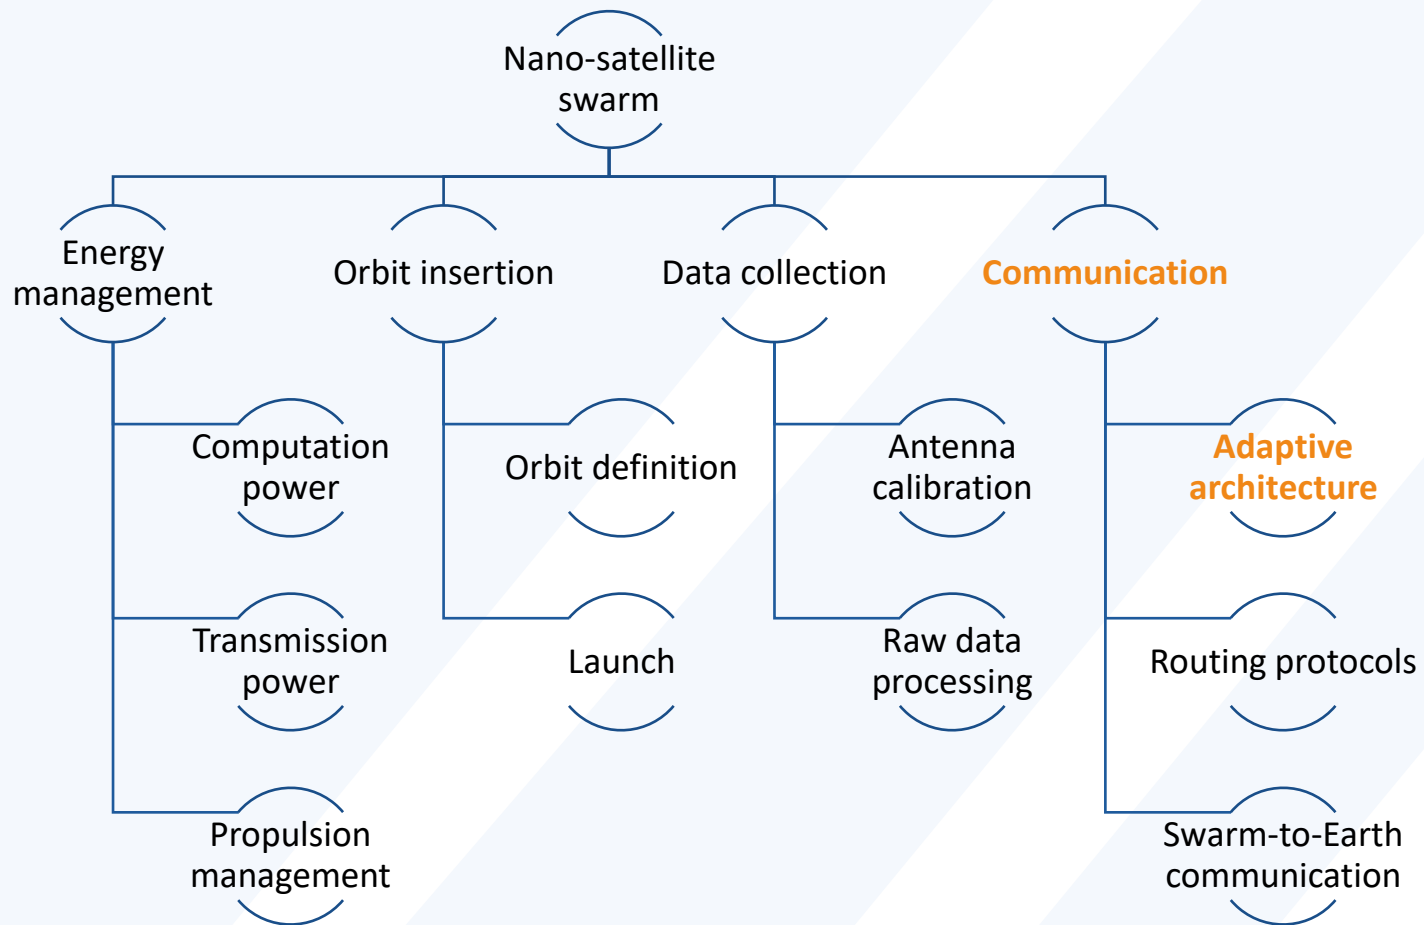 Nano-satellite
swarm
Energy
management
Orbit insertion
Data collection
Communication
Computation
power
Orbit definition
Antenna
calibration
Adaptive
architecture
Transmission
power
Launch
Raw data
processing
Routing protocols
Propulsion
management
Swarm-to-Earth
communication